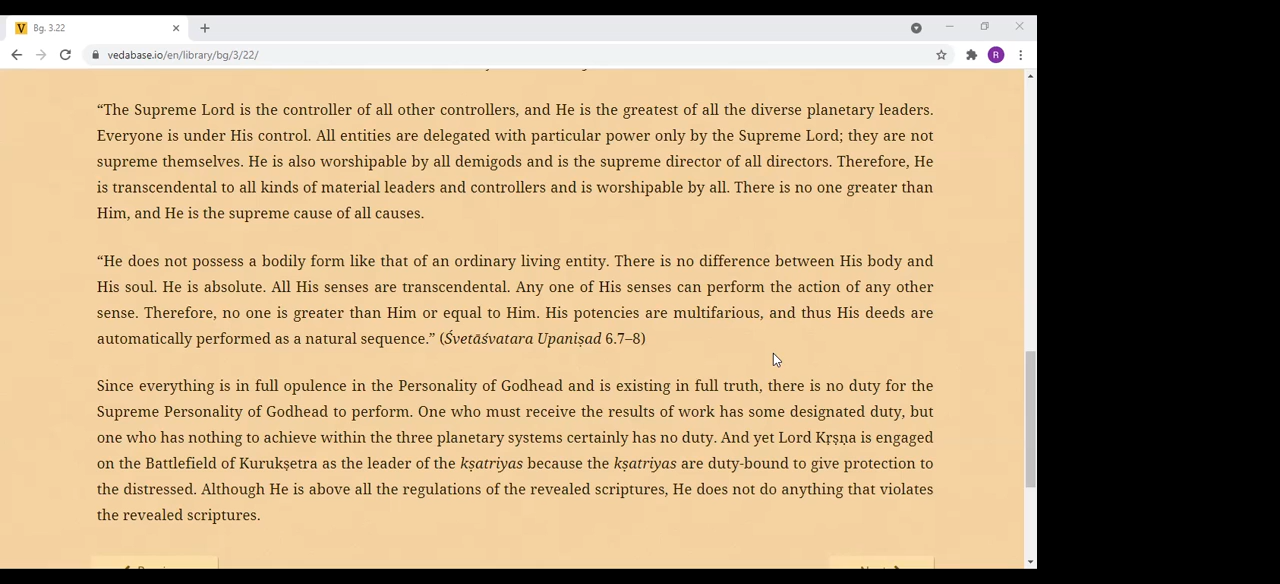 Bg. 3.22
vedabase.io/en/library/bg/3/22/
R
“The Supreme Lord is the controller of all other controllers, and He is the greatest of all the diverse planetary leaders.
Everyone is under His control. All entities are delegated with particular power only by the Supreme Lord; they are not
supreme themselves. He is also worshipable by all demigods and is the supreme director of all directors. Therefore, He
is transcendental to all kinds of material leaders and controllers and is worshipable by all. There is no one greater than
Him, and He is the supreme cause of all causes.
“He does not possess a bodily form like that of an ordinary living entity. There is no difference between His body and
His soul. He is absolute. All His senses are transcendental. Any one of His senses can perform the action of any other
sense. Therefore, no one is greater than Him or equal to Him. His potencies are multifarious, and thus His deeds are
automatically performed as a natural sequence.” (Śvetāśvatara Upaniṣad 6.7–8)
Since everything is in full opulence in the Personality of Godhead and is existing in full truth, there is no duty for the
Supreme Personality of Godhead to perform. One who must receive the results of work has some designated duty, but
one who has nothing to achieve within the three planetary systems certainly has no duty. And yet Lord Kṛṣṇa is engaged
on the Battlefield of Kurukṣetra as the leader of the kṣatriyas because the kṣatriyas are duty-bound to give protection to
the distressed. Although He is above all the regulations of the revealed scriptures, He does not do anything that violates
the revealed scriptures.